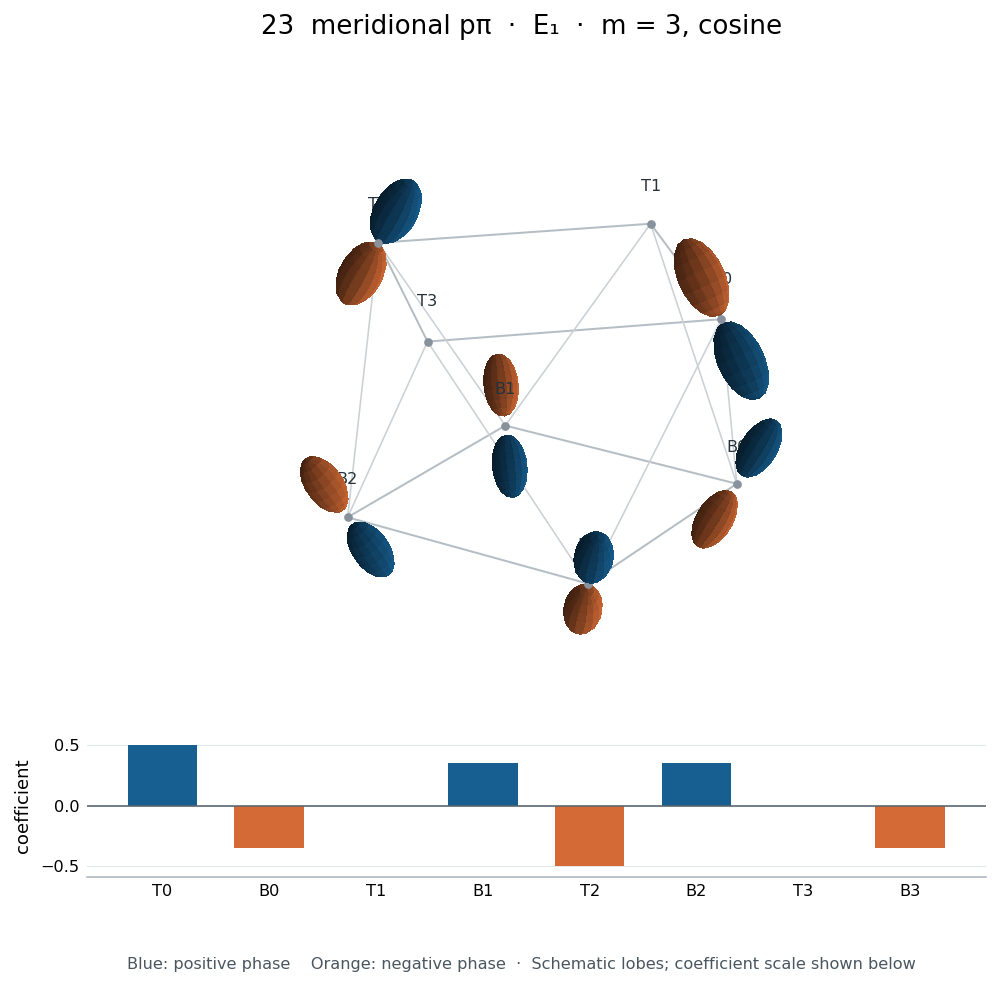 23 meridional pπ · E₁ · m = 3, cosine
T1
T3
B1
B2
0.5
0.0
−0.5
coefficient
T0 B0 T1 B1 T2 B2 T3 B3
Blue: positive phase Orange: negative phase · Schematic lobes; coefficient scale shown below